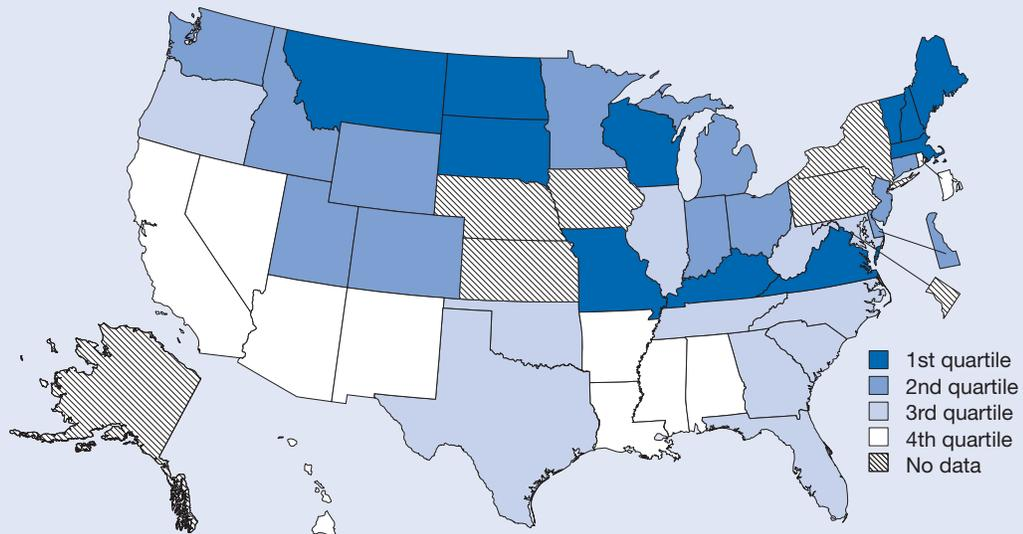 1st quartile
2nd quartile
3rd quartile
4th quartile
No data